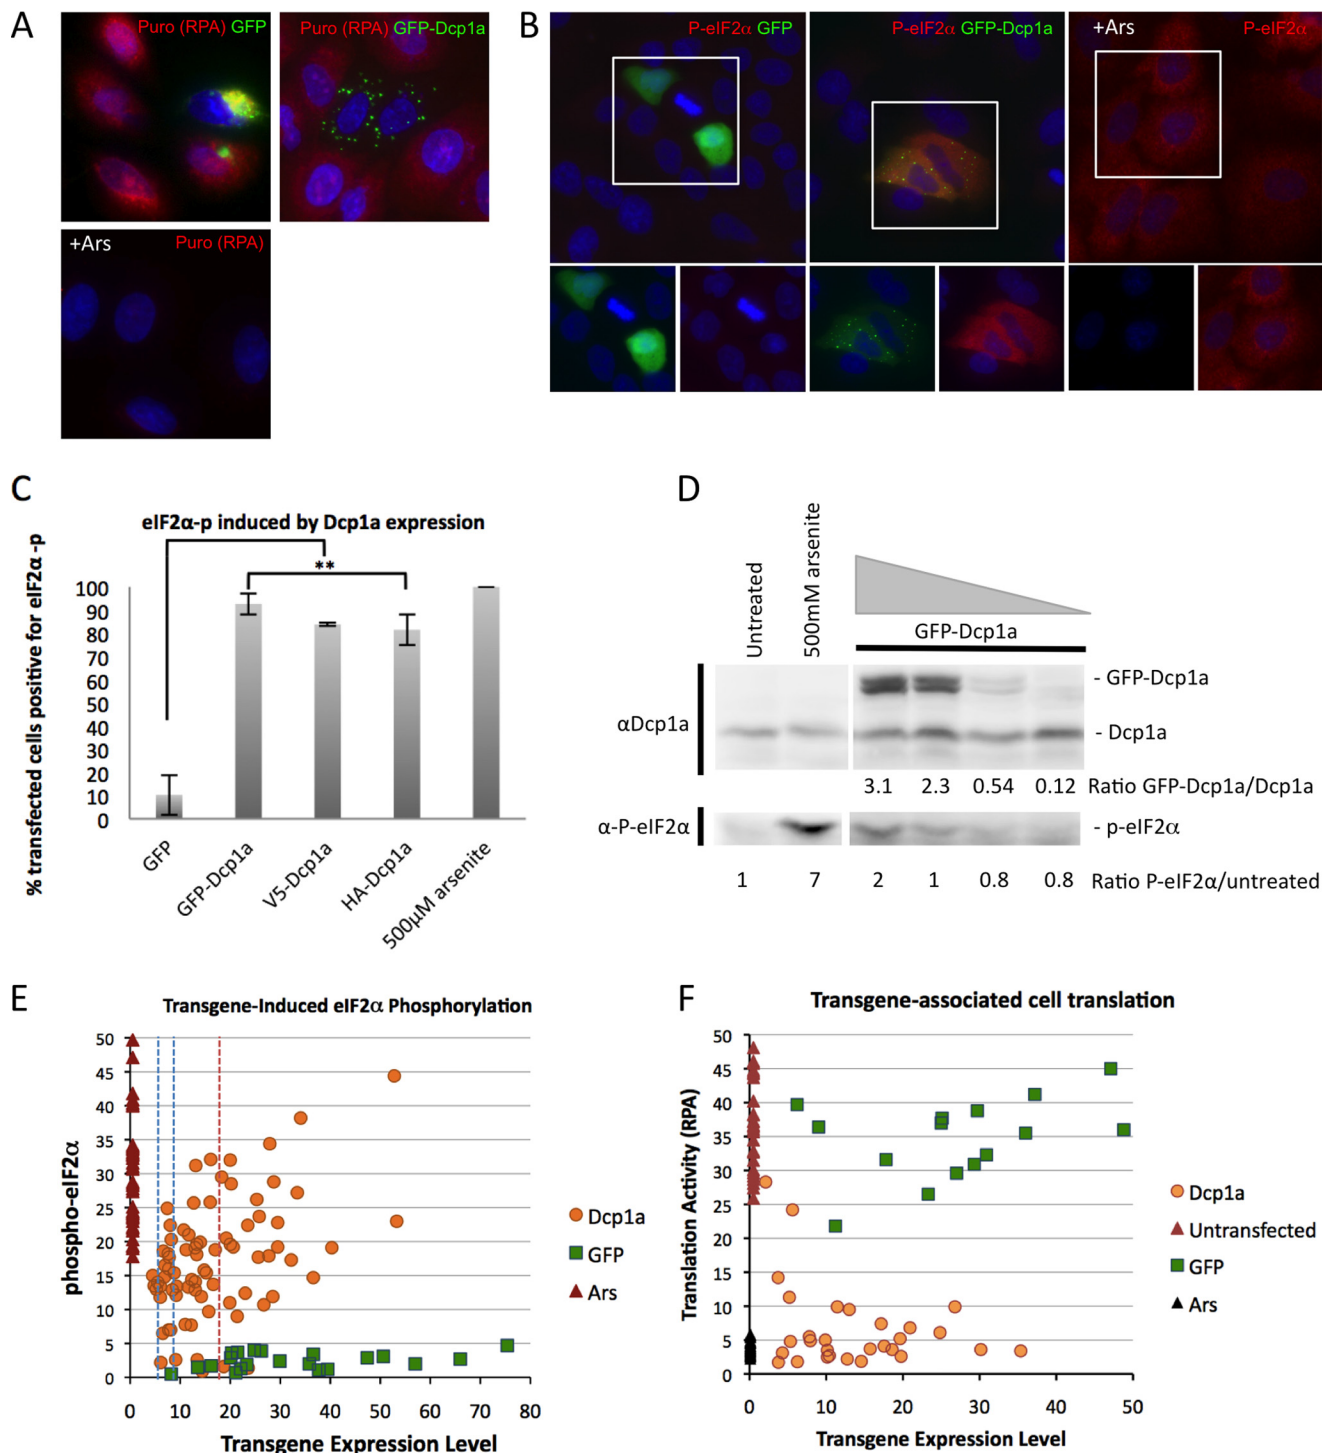 A
Puro (RPA) GFP
Puro (RPA) GFP-Dcp1a
+Ars
Puro (RPA)
B
P-eIF2α GFP
P-eIF2α GFP-Dcp1a
+Ars
P-eIF2α
C
eIF2α-p induced by Dcp1a expression
% transfected cells positive for eIF2α -p
**
100
90
80
70
60
50
40
30
20
10
0
GFP
GFP-Dcp1a
V5-Dcp1a
HA-Dcp1a
500µM arsenite
D
Untreated
500mM arsenite
GFP-Dcp1a
αDcp1a
- GFP-Dcp1a
- Dcp1a
3.1 2.3 0.54 0.12 Ratio GFP-Dcp1a/Dcp1a
α-P-eIF2α
- p-eIF2α
1 7 2 1 0.8 0.8 Ratio P-eIF2α/untreated
E
Transgene-Induced eIF2α Phosphorylation
phospho-eIF2α
50
45
40
35
30
25
20
15
10
5
0
0 10 20 30 40 50 60 70 80
Transgene Expression Level
Dcp1a
GFP
Ars
F
Transgene-associated cell translation
Translation Activity (RPA)
50
45
40
35
30
25
20
15
10
5
0
0 10 20 30 40 50
Transgene Expression Level
Dcp1a
Untransfected
GFP
Ars